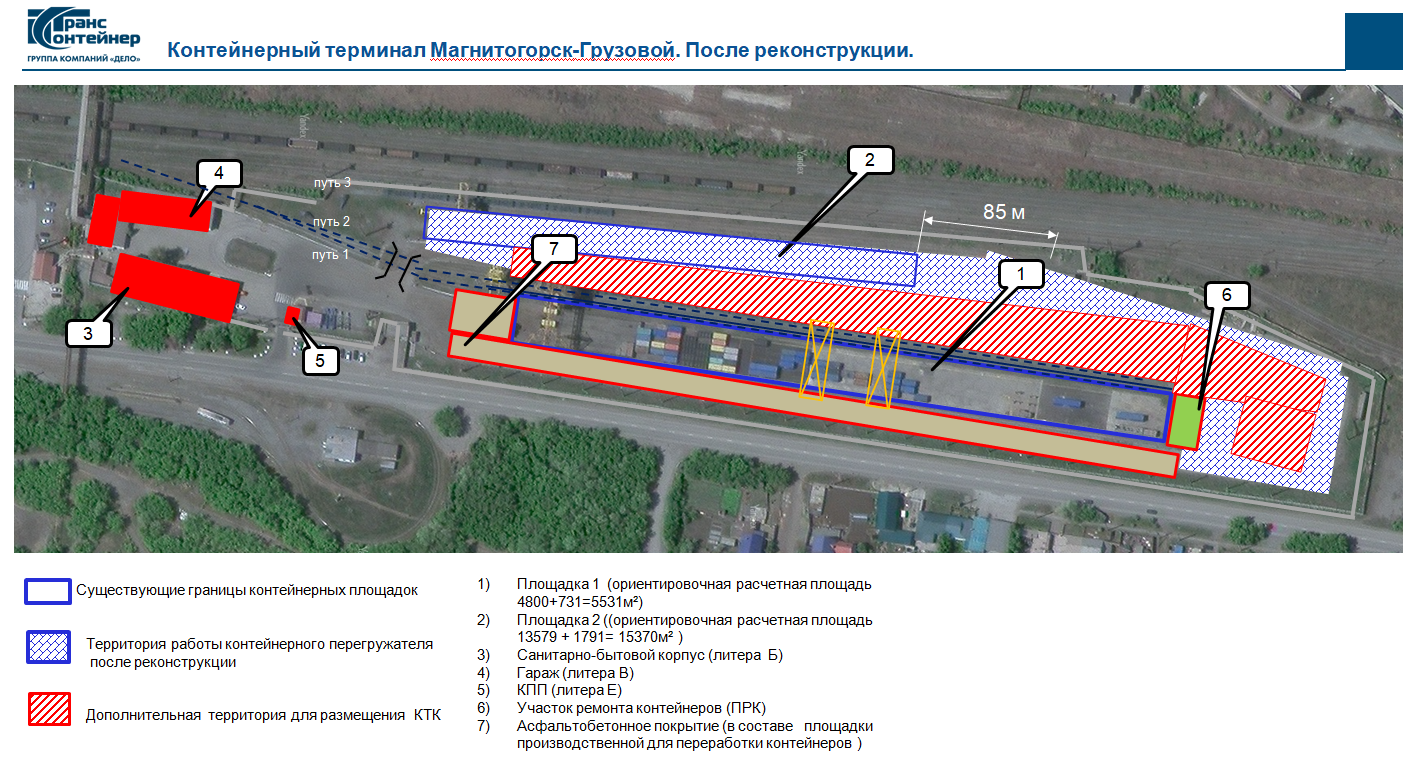 Транс
Контейнер
ГРУППА КОМПАНИЙ «ДЕЛО»
Контейнерный терминал Магнитогорск-Грузовой. После реконструкции.
Yandex
Yandex
4
2
путь 3
85 м
путь 2
7
путь 1
1
6
3
5
Существующие границы контейнерных площадок
Территория работы контейнерного перегружателя
после реконструкции
Дополнительная территория для размещения КТК
1) Площадка 1 (ориентировочная расчетная площадь
4800+731=5531м²)
2) Площадка 2 ((ориентировочная расчетная площадь
13579 + 1791= 15370м² )
3) Санитарно-бытовой корпус (литера Б)
4) Гараж (литера В)
5) КПП (литера Е)
6) Участок ремонта контейнеров (ПРК)
7) Асфальтобетонное покрытие (в составе площадки
производственной для переработки контейнеров )